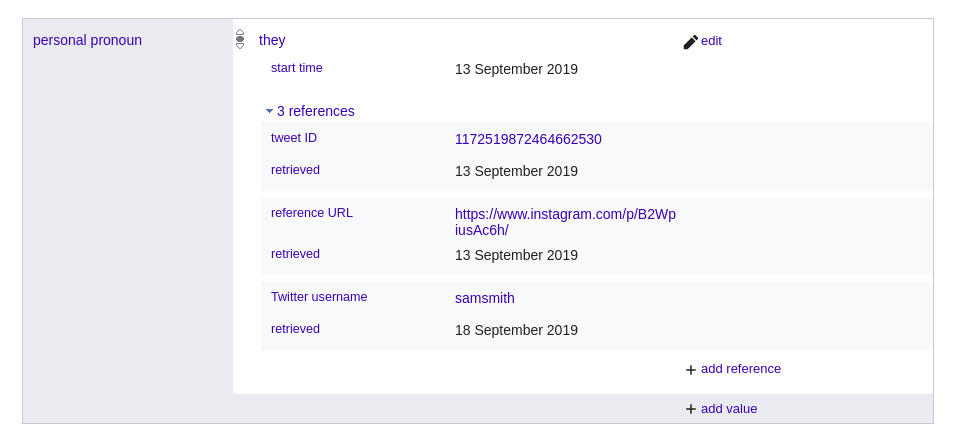 personal pronoun
they
edit
start time
13 September 2019
3 references
tweet ID
1172519872464662530
retrieved
13 September 2019
reference URL
https://www.instagram.com/p/B2Wp
iusAc6h/
retrieved
13 September 2019
Twitter username
samsmith
retrieved
18 September 2019
+ add reference
+ add value